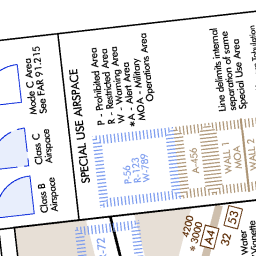 Mode C Area
See FAR 91.215
Class C
Airspace
Class B
Airspace
SPECIAL USE AIRSPACE
P - Prohibited Area
R - Restricted Area
W - Warning Area
*A - Alert Area
MOA - Military
Operations Area
P-56
R-123
W-789
Line delimits internal
separation of same
Special Use Area
A-456
WALL 1
MOA
WALL 2
R-72
4200
* 3000
A4
32
53
Water